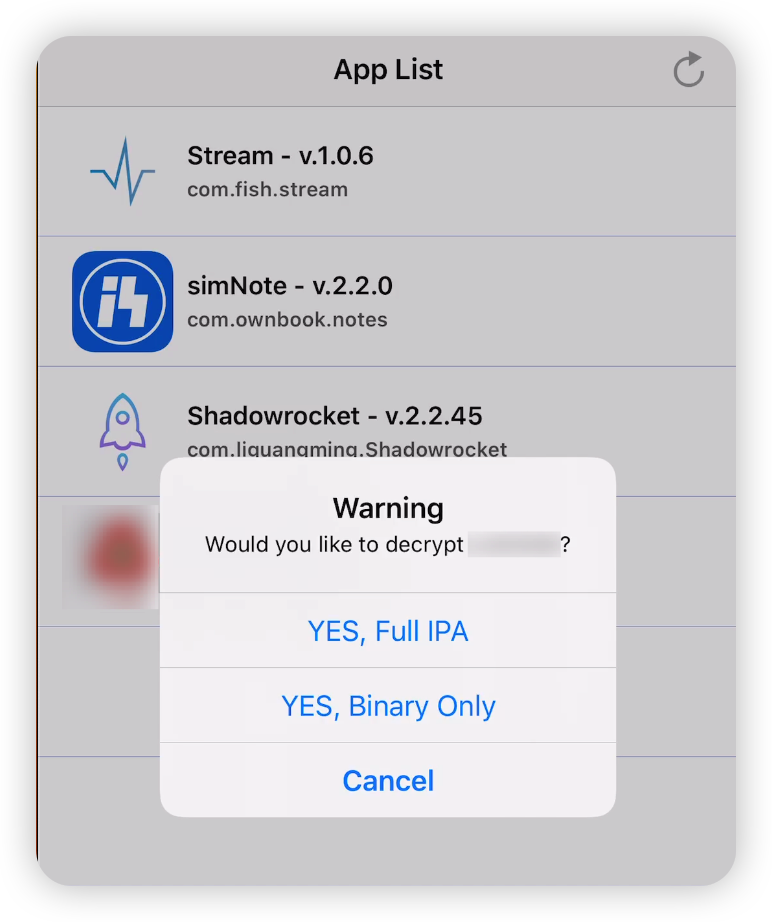 App List
Stream - v.1.0.6
com.fish.stream
simNote - v.2.2.0
com.ownbook.notes
Shadowrocket - v.2.2.45
com.liguangming.Shadowrocket
Warning
Would you like to decrypt ?
YES, Full IPA
YES, Binary Only
Cancel